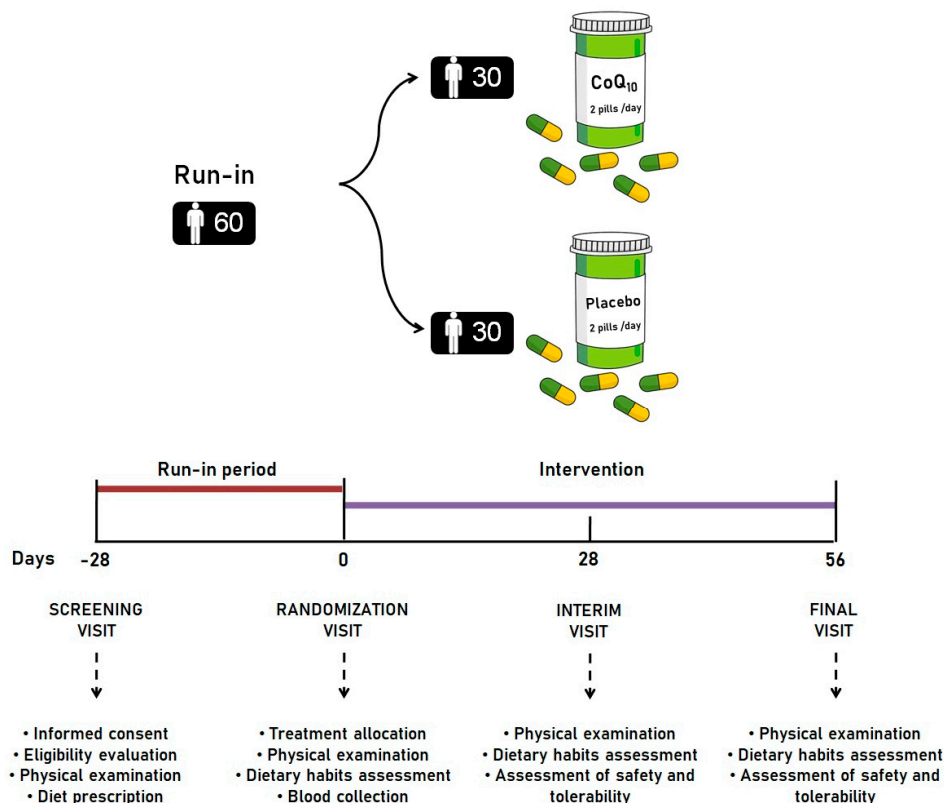 30
CoQ10
2 pills /day
Run-in
60
Placebo
2 pills /day
30
Run-in period
Intervention
Days
-28
0
28
56
SCREENING
VISIT
RANDOMIZATION
VISIT
INTERIM
VISIT
FINAL
VISIT
• Informed consent
• Eligibility evaluation
• Physical examination
• Diet prescription
• Treatment allocation
• Physical examination
• Dietary habits assessment
• Blood collection
• Physical examination
• Dietary habits assessment
• Assessment of safety and
tolerability
• Physical examination
• Dietary habits assessment
• Assessment of safety and
tolerability